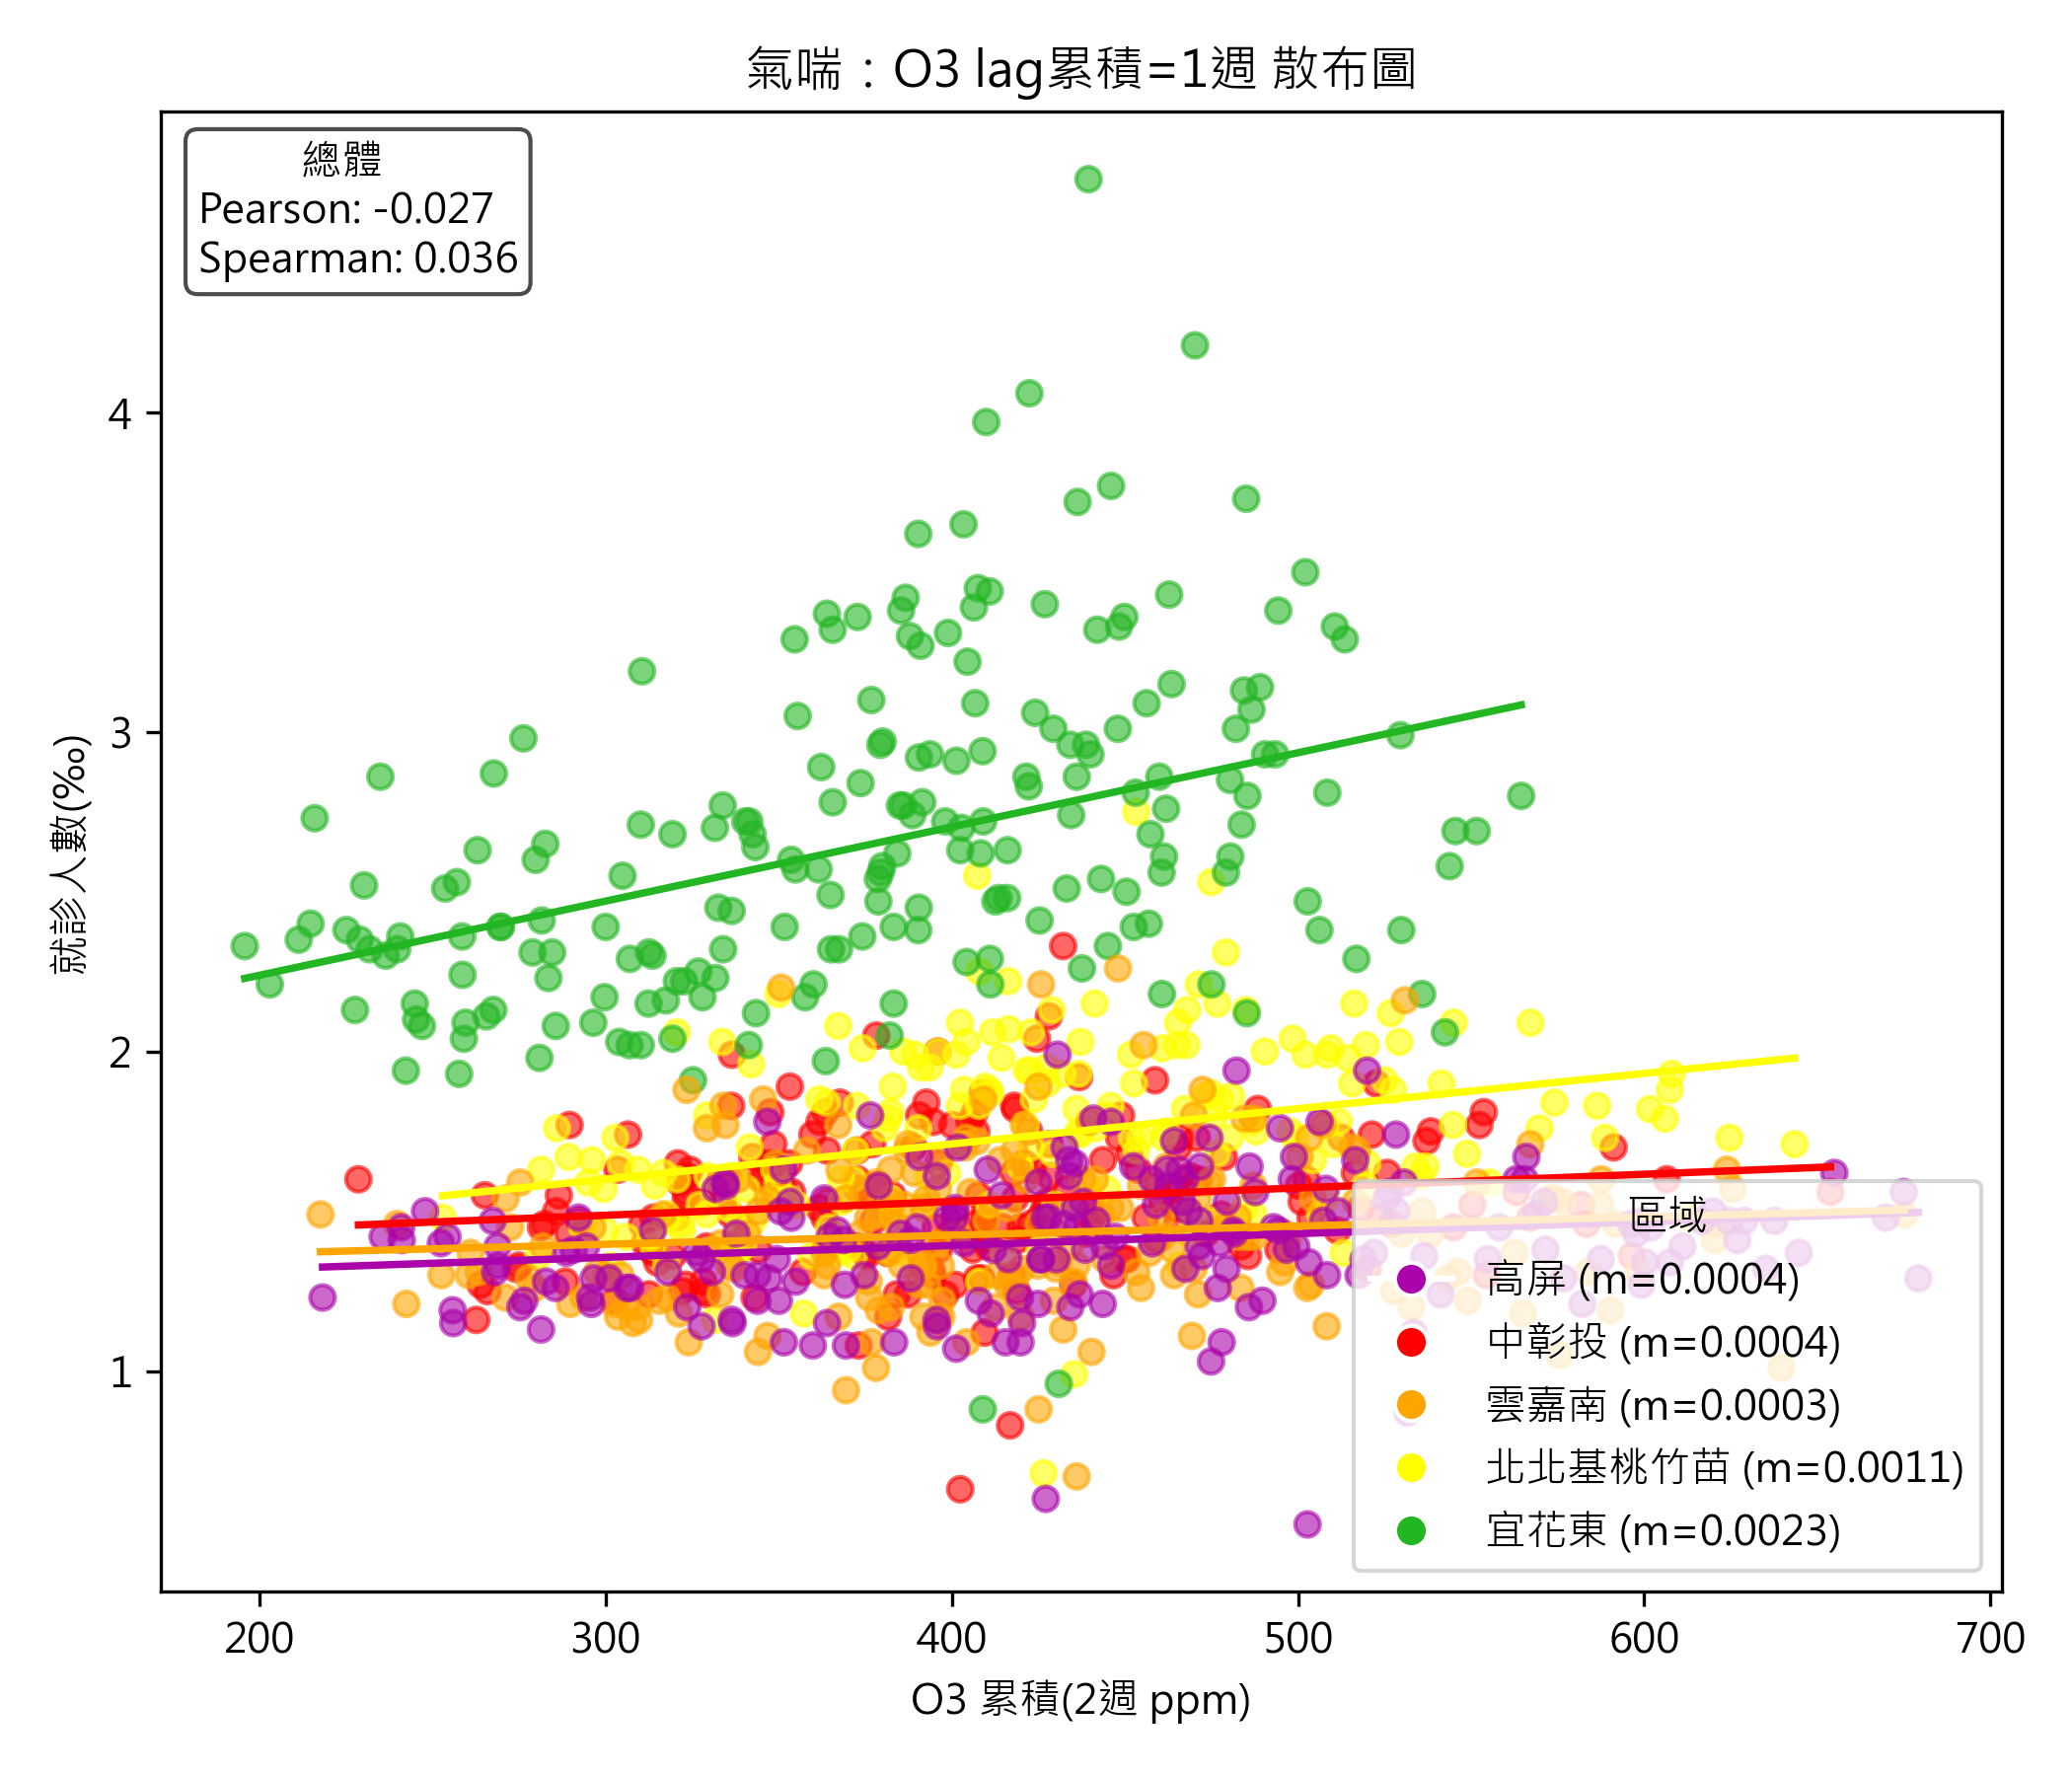 氣喘：O3 lag累積=1週 散布圖
總體
Pearson: -0.027
Spearman: 0.036
就診人數(‰)
4
3
2
1
區域
高屏 (m=0.0004)
中彰投 (m=0.0004)
雲嘉南 (m=0.0003)
北北基桃竹苗 (m=0.0011)
宜花東 (m=0.0023)
200 300 400 500 600 700
O3 累積(2週 ppm)